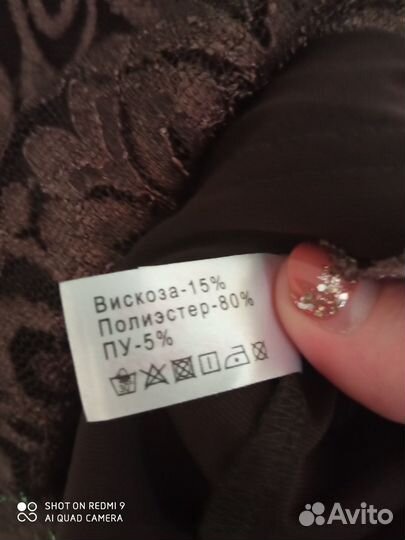 Вискоза-15%
Полиэстер-80%
ПУ-5%
SHOT ON REDMI 9
AI QUAD CAMERA
Avito